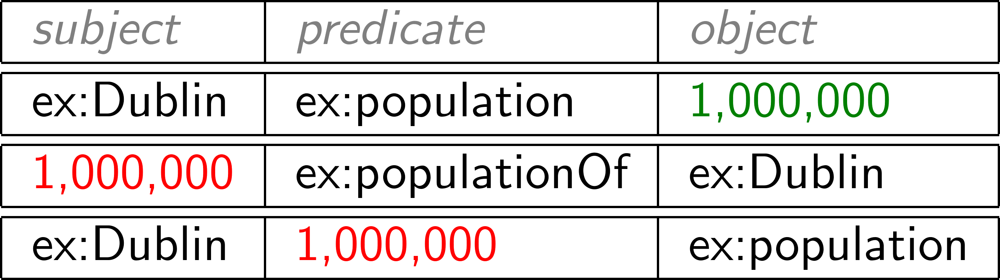 subject predicate object
ex:Dublin ex:population 1,000,000
1,000,000 ex:populationOf ex:Dublin
ex:Dublin 1,000,000 ex:population